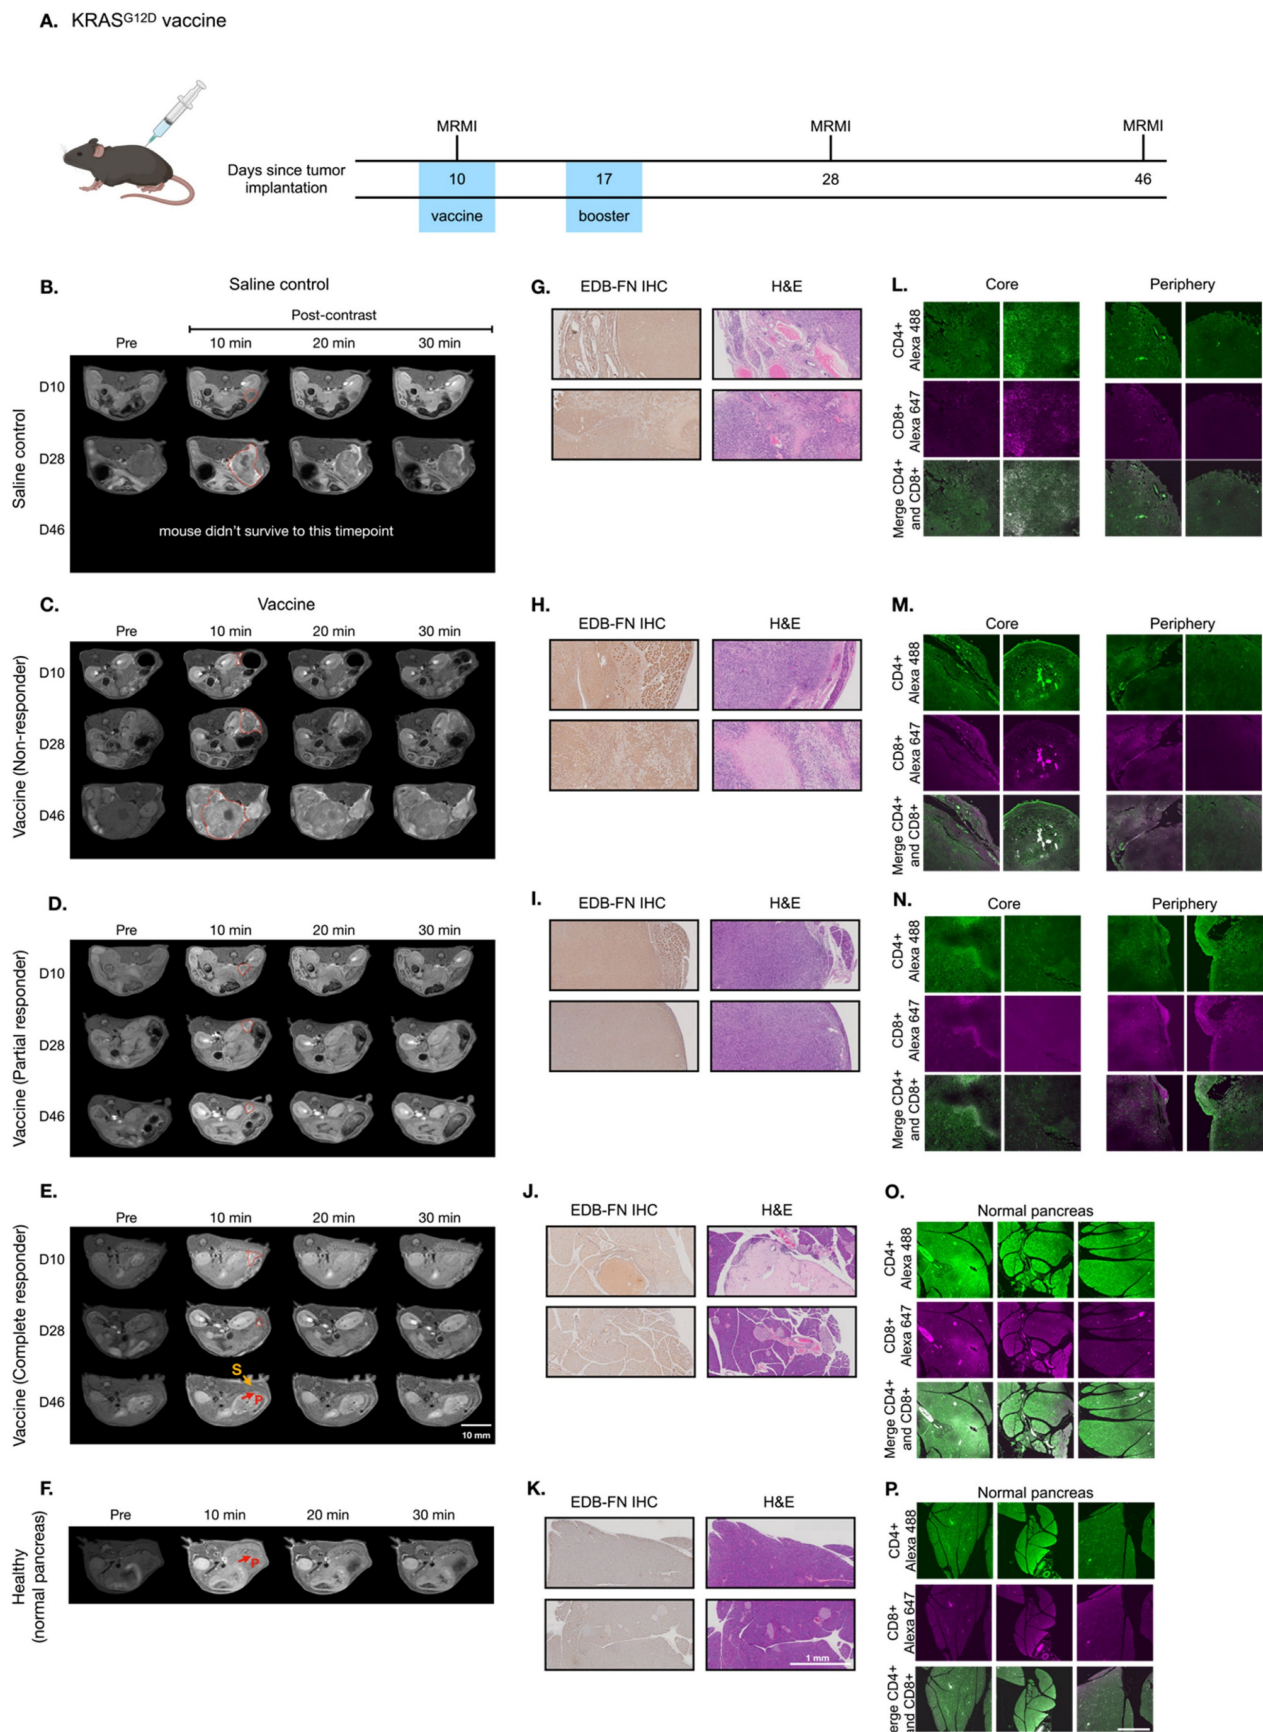 A. KRASG12D vaccine
MRMI
MRMI
MRMI
Days since tumor
implantation
10
17
28
46
vaccine
booster
B.
Saline control
Post-contrast
Pre
10 min
20 min
30 min
Saline control
D10
D28
D46
mouse didn't survive to this timepoint
G.
EDB-FN IHC
H&E
L.
Core
Periphery
CD4+
Alexa 488
CD8+
Alexa 647
Merge CD4+
and CD8+
C.
Vaccine
Pre
10 min
20 min
30 min
Vaccine (Non-responder)
D10
D28
D46
H.
EDB-FN IHC
H&E
M.
Core
Periphery
CD4+
Alexa 488
CD8+
Alexa 647
Merge CD4+
and CD8+
D.
Pre
10 min
20 min
30 min
Vaccine (Partial responder)
D10
D28
D46
I.
EDB-FN IHC
H&E
N.
Core
Periphery
CD4+
Alexa 488
CD8+
Alexa 647
Merge CD4+
and CD8+
E.
Pre
10 min
20 min
30 min
Vaccine (Complete responder)
D10
D28
D46
S
P
10 mm
J.
EDB-FN IHC
H&E
O.
Normal pancreas
CD4+
Alexa 488
CD8+
Alexa 647
Merge CD4+
and CD8+
F.
Pre
10 min
20 min
30 min
Healthy
(normal pancreas)
P
K.
EDB-FN IHC
H&E
1 mm
P.
Normal pancreas
CD4+
Alexa 488
CD8+
Alexa 647
erge CD4+
nd CD8+)